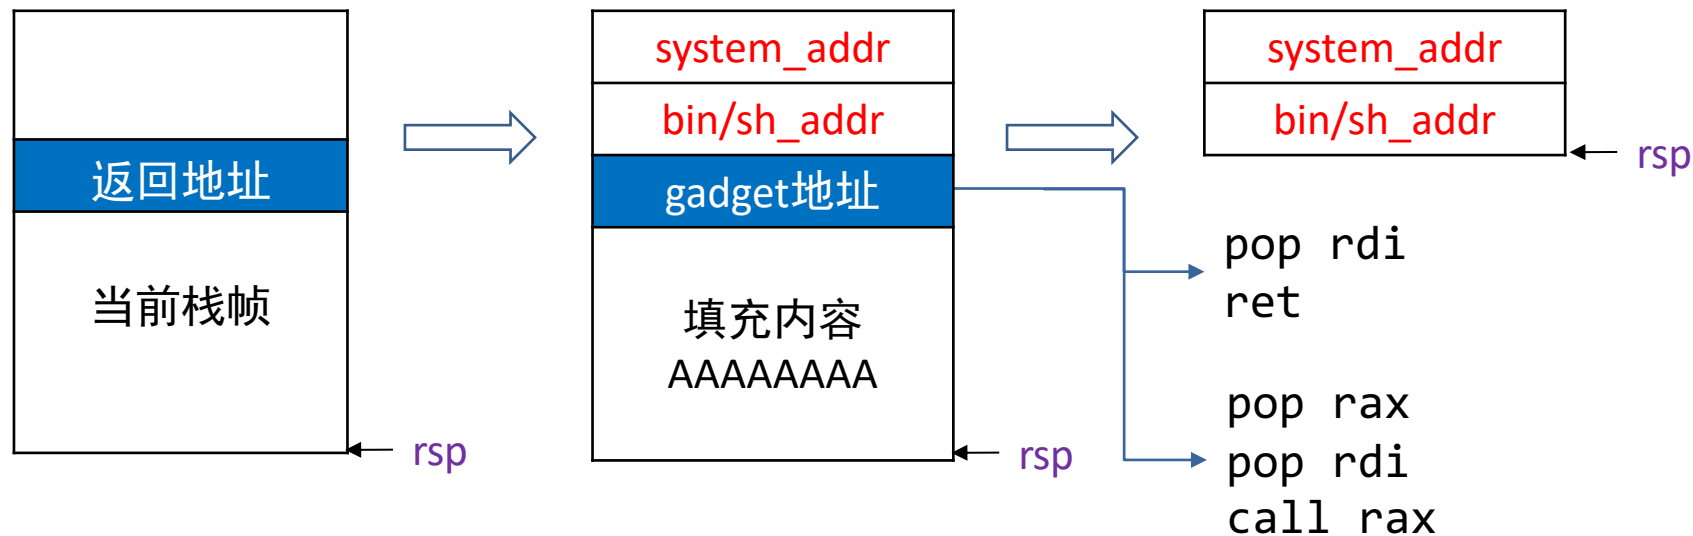 返回地址
当前栈帧
rsp
system_addr
bin/sh_addr
gadget地址
填充内容
AAAAAAAA
rsp
system_addr
bin/sh_addr
rsp
pop rdi
ret
pop rax
pop rdi
call rax